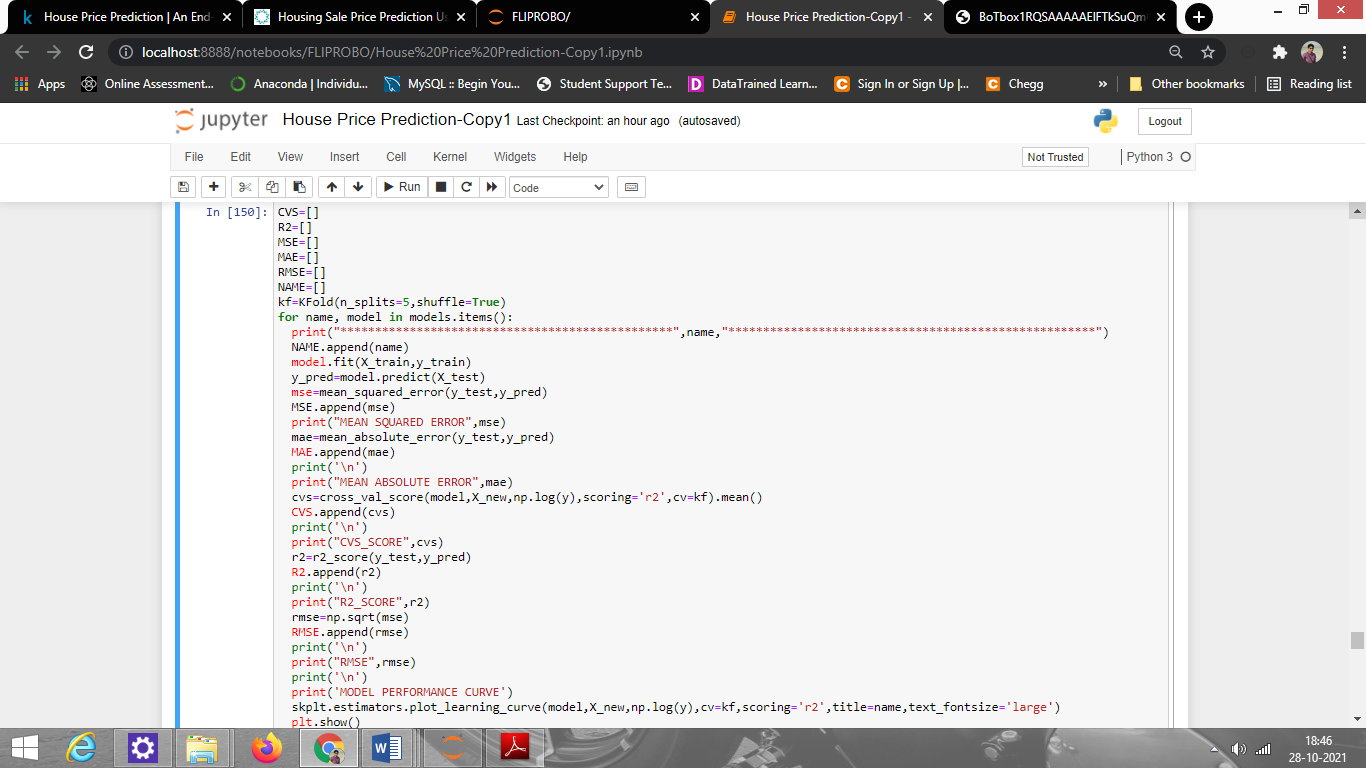 House Price Prediction | An End
Housing Sale Price Prediction Us
FLIPROBO/
House Price Prediction-Copy1 -
BoTbox1RQSAAAAAElFTkSuQm
localhost:8888/notebooks/FLIPROBO/House%20Price%20Prediction-Copy1.ipynb
Apps Online Assessment... Anaconda | Individu... MySQL :: Begin You... Student Support Te... D DataTrained Learn... C Sign In or Sign Up |... C Chegg » Other bookmarks Reading list
jupyter House Price Prediction-Copy1 Last Checkpoint: an hour ago (autosaved) Logout
File Edit View Insert Cell Kernel Widgets Help Not Trusted Python 3
Run Code
In [150]: CVS=[]
R2=[]
MSE=[]
MAE=[]
RMSE=[]
NAME=[]
kf=KFold(n_splits=5,shuffle=True)
for name, model in models.items():
print("************************************************",name,"*****************************************************")
NAME.append(name)
model.fit(X_train,y_train)
y_pred=model.predict(X_test)
mse=mean_squared_error(y_test,y_pred)
MSE.append(mse)
print("MEAN SQUARED ERROR",mse)
mae=mean_absolute_error(y_test,y_pred)
MAE.append(mae)
print('\n')
print("MEAN ABSOLUTE ERROR",mae)
cvs=cross_val_score(model,X_new,np.log(y),scoring='r2',cv=kf).mean()
CVS.append(cvs)
print('\n')
print("CVS_SCORE",cvs)
r2=r2_score(y_test,y_pred)
R2.append(r2)
print('\n')
print("R2_SCORE",r2)
rmse=np.sqrt(mse)
RMSE.append(rmse)
print('\n')
print("RMSE",rmse)
print('\n')
print('MODEL PERFORMANCE CURVE')
skplt.estimators.plot_learning_curve(model,X_new,np.log(y),cv=kf,scoring='r2',title=name,text_fontsize='large')
plt.show()
18:46
28-10-2021